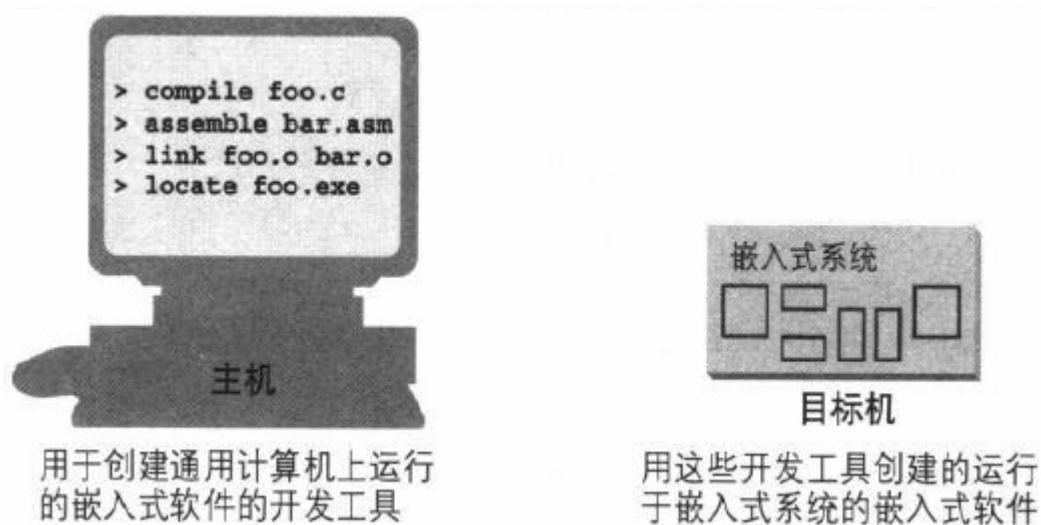 > compile foo.c
> assemble bar.asm
> link foo.o bar.o
> locate foo.exe
主机
用于创建通用计算机上运行
的嵌入式软件的开发工具
嵌入式系统
目标机
用这些开发工具创建的运行
于嵌入式系统的嵌入式软件